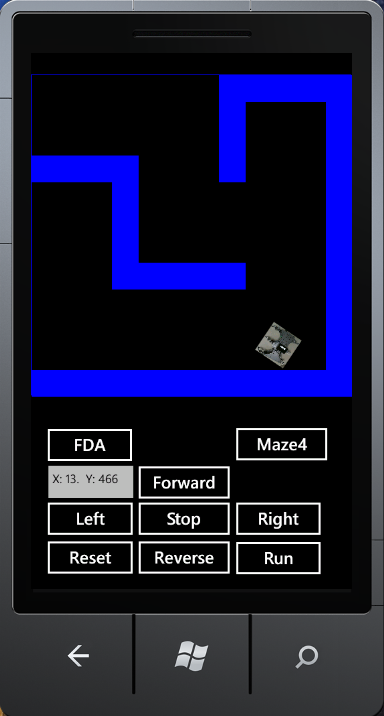 FDA
Maze4
X: 13. Y: 466
Forward
Left
Stop
Right
Reset
Reverse
Run